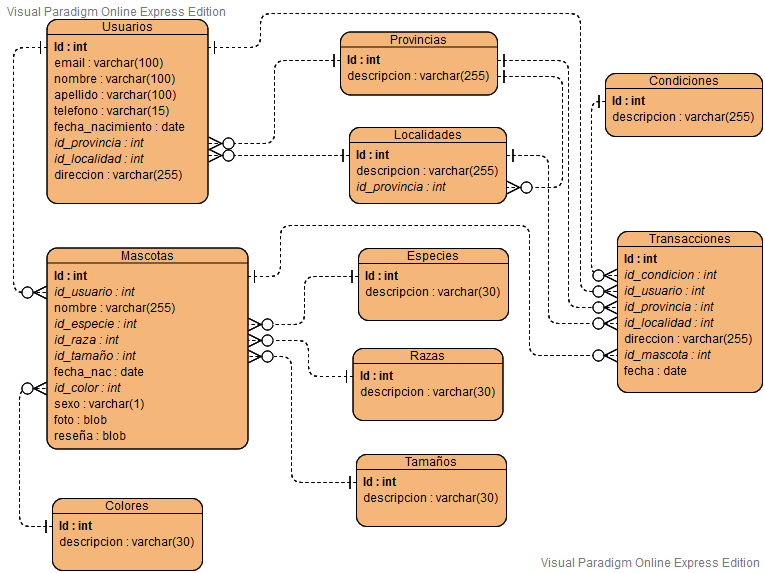 Visual Paradigm Online Express Edition
Usuarios
Id : int
email : varchar(100)
nombre : varchar(100)
apellido : varchar(100)
telefono : varchar(15)
fecha_nacimiento : date
id_provincia : int
id_localidad : int
direccion : varchar(255)
Provincias
Id : int
descripcion : varchar(255)
Condiciones
Id : int
descripcion : varchar(255)
Localidades
Id : int
descripcion : varchar(255)
id_provincia : int
Transacciones
Id : int
id_condicion : int
id_usuario : int
id_provincia : int
id_localidad : int
direccion : varchar(255)
id_mascota : int
fecha : date
Mascotas
Id : int
id_usuario : int
nombre : varchar(255)
id_especie : int
id_raza : int
id_tamaño : int
fecha_nac : date
id_color : int
sexo : varchar(1)
foto : blob
reseña : blob
Especies
Id : int
descripcion : varchar(30)
Razas
Id : int
descripcion : varchar(30)
Tamaños
Id : int
descripcion : varchar(30)
Colores
Id : int
descripcion : varchar(30)
Visual Paradigm Online Express Edition